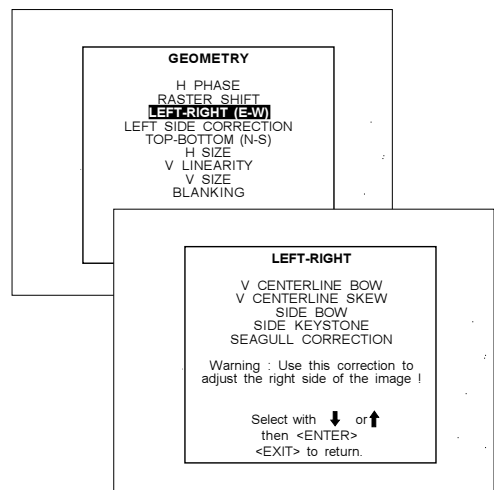 GEOMETRY
H PHASE
RASTER SHIFT
LEFT-RIGHT (E-W)
LEFT SIDE CORRECTION
TOP-BOTTOM (N-S)
H SIZE
V LINEARITY
V SIZE
BLANKING
LEFT-RIGHT
V CENTERLINE BOW
V CENTERLINE SKEW
SIDE BOW
SIDE KEYSTONE
SEAGULL CORRECTION
Warning : Use this correction to
adjust the right side of the image !
Select with ⬇ or ⬆
then <ENTER>
<EXIT> to return.